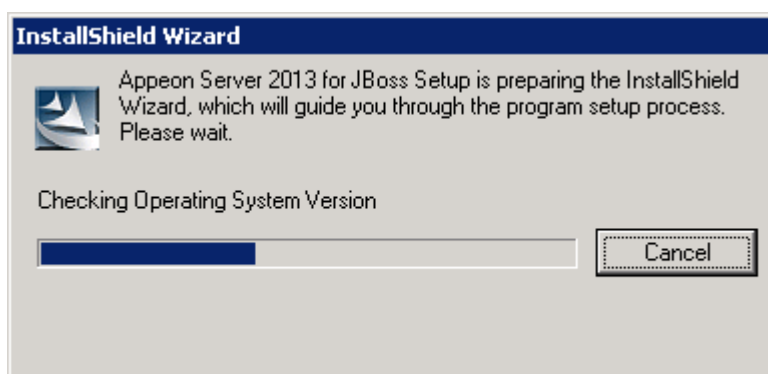 InstallShield Wizard
Appeon Server 2013 for JBoss Setup is preparing the InstallShield
Wizard, which will guide you through the program setup process.
Please wait.
Checking Operating System Version
Cancel